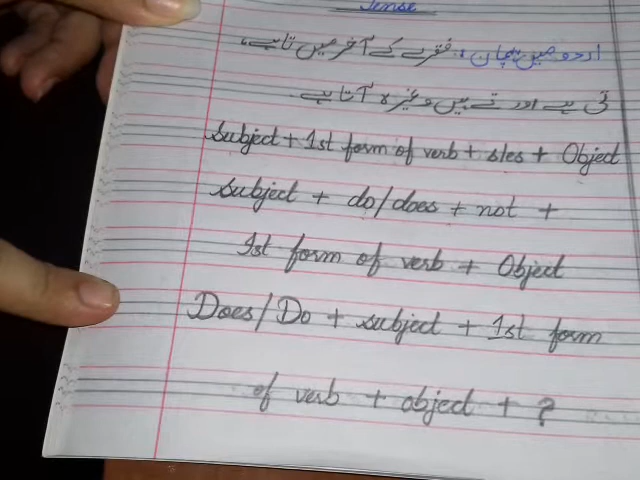 Tense
اردو میں پہچان: فقرے کے آخر میں تا ہے،
تی ہے اور تے ہیں وغیرہ آتا ہے۔
Subject + 1st form of verb + s/es + Object
Subject + do/does + not +
1st form of verb + Object
Does/Do + subject + 1st form
of verb + object + ?